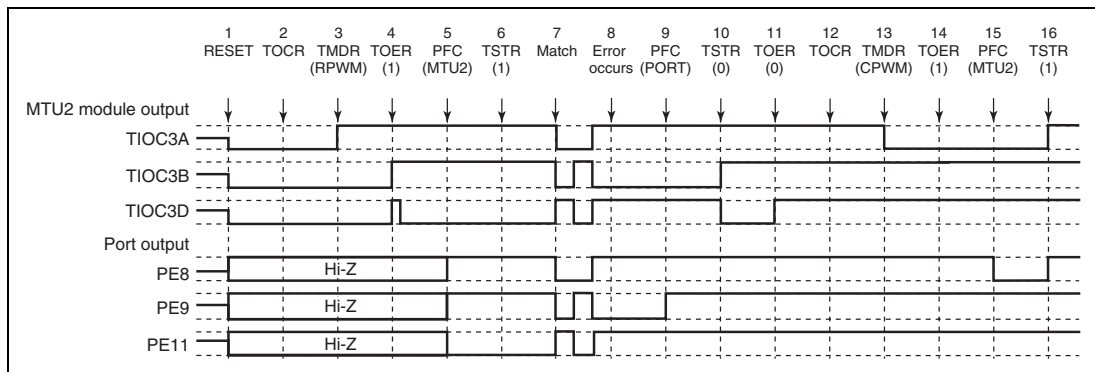 1 2 3 4 5 6 7 8 9 10 11 12 13 14 15 16
RESET TOCR TMDR TOER PFC TSTR Match Error PFC TSTR TOER TOCR TMDR TOER PFC TSTR
(RPWM) (1) (MTU2) (1) occurs (PORT) (0) (0) (CPWM) (1) (MTU2) (1)
MTU2 module output
TIOC3A
TIOC3B
TIOC3D
Port output
PE8 Hi-Z
PE9 Hi-Z
PE11 Hi-Z